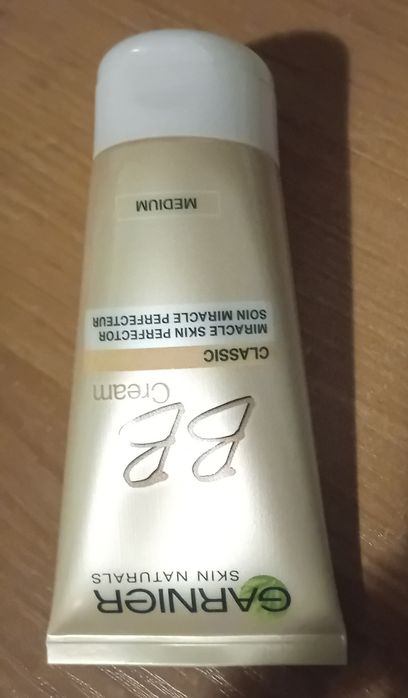 GARNIER
SKIN NATURALS
BB
Cream
CLASSIC
MIRACLE SKIN PERFECTOR
SOIN MIRACLE PERFECTEUR
MEDIUM